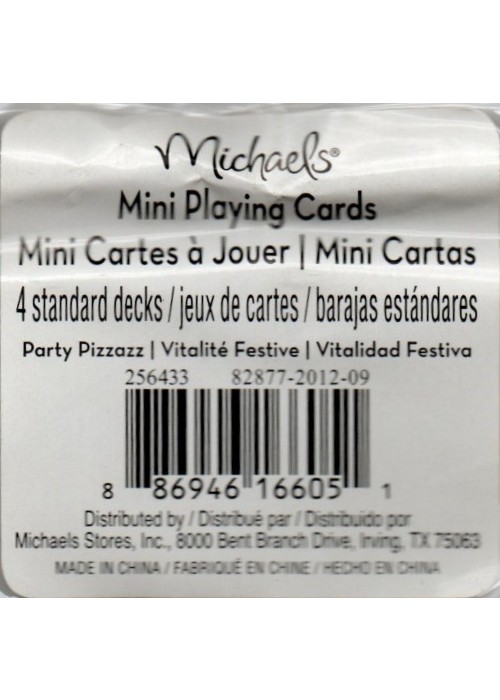 Michaels®
Mini Playing Cards
Mini Cartes à Jouer | Mini Cartas
4 standard decks / jeux de cartes / barajas estándares
Party Pizzazz | Vitalité Festive | Vitalidad Festiva
256433 82877-2012-09
8 86946 16605 1
Distributed by / Distribué par / Distribuido por
Michaels Stores, Inc., 8000 Bent Branch Drive, Irving, TX 75063
MADE IN CHINA / FABRIQUÉ EN CHINE / HECHO EN CHINA